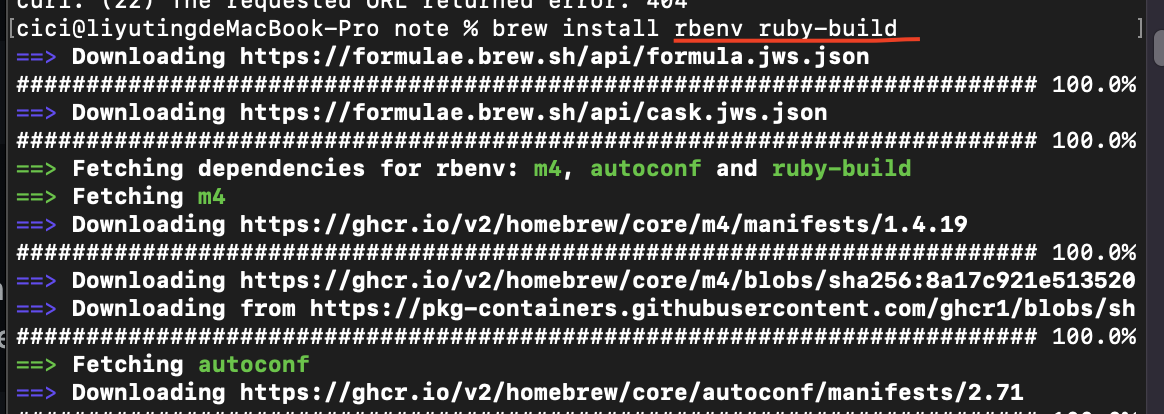 curl: (22) The requested URL returned error: 404
[cici@liyutingdeMacBook-Pro note % brew install rbenv ruby-build ]
==> Downloading https://formulae.brew.sh/api/formula.jws.json
######################################################################### 100.0%
==> Downloading https://formulae.brew.sh/api/cask.jws.json
######################################################################### 100.0%
==> Fetching dependencies for rbenv: m4, autoconf and ruby-build
==> Fetching m4
==> Downloading https://ghcr.io/v2/homebrew/core/m4/manifests/1.4.19
######################################################################### 100.0%
==> Downloading https://ghcr.io/v2/homebrew/core/m4/blobs/sha256:8a17c921e513520
==> Downloading from https://pkg-containers.githubusercontent.com/ghcr1/blobs/sh
######################################################################### 100.0%
==> Fetching autoconf
==> Downloading https://ghcr.io/v2/homebrew/core/autoconf/manifests/2.71